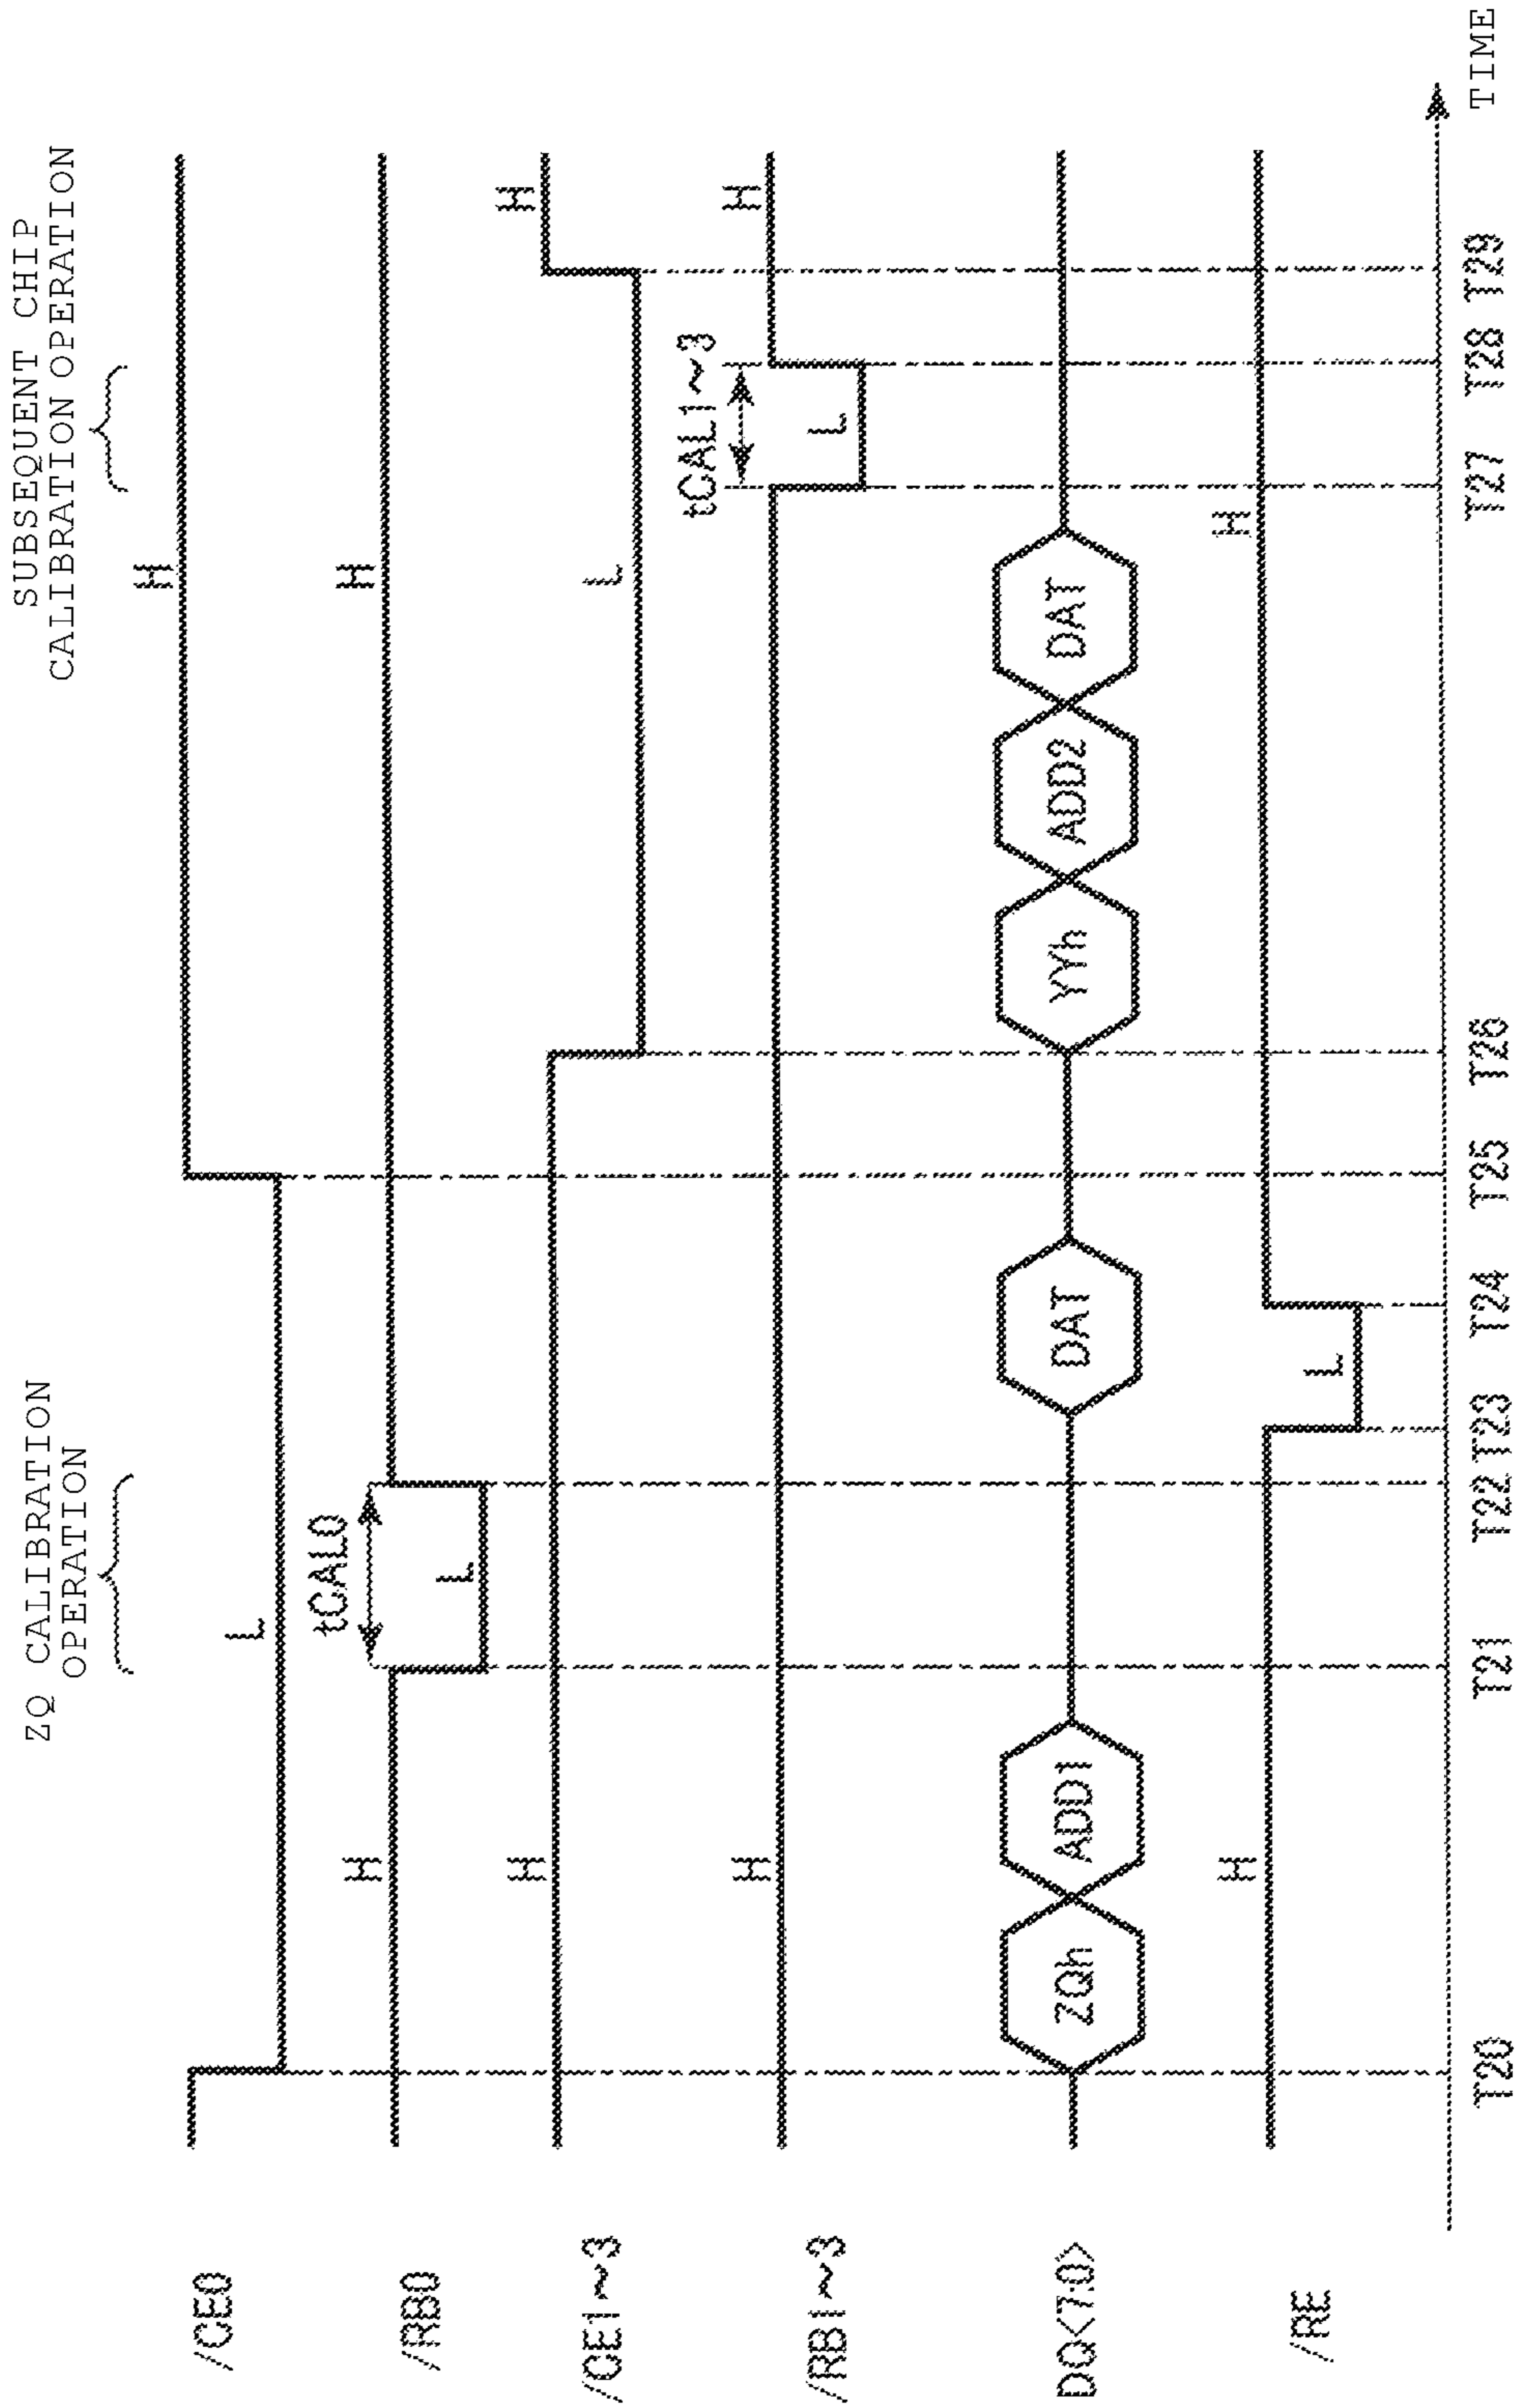 ZQ CALIBRATION
OPERATION
SUBSEQUENT CHIP
CALIBRATION OPERATION
/CE0
L
H
/RB0
H
tCAL0
L
H
/CE1~3
H
L
H
/RB1~3
H
tCAL1~3
L
H
DQ<7:0>
ZQh
ADD1
DAT
YYh
ADD2
DAT
/RE
H
L
H
T20
T21
T22
T23
T24
T25
T26
T27
T28
T29
TIME